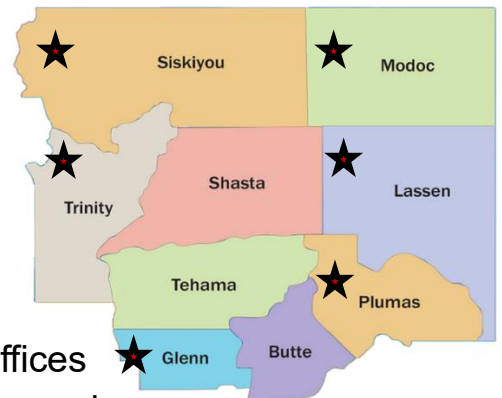 Siskiyou
Modoc
Shasta
Lassen
Trinity
Tehama
Plumas
ffices
Glenn
Butte